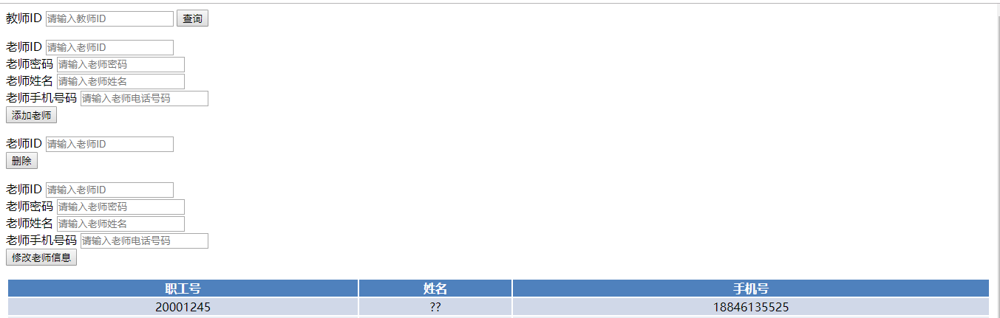 教师ID 请输入教师ID 查询
老师ID 请输入老师ID
老师密码 请输入老师密码
老师姓名 请输入老师姓名
老师手机号码 请输入老师电话号码
添加老师
老师ID 请输入老师ID
删除
老师ID 请输入老师ID
老师密码 请输入老师密码
老师姓名 请输入老师姓名
老师手机号码 请输入老师电话号码
修改老师信息
职工号 姓名 手机号
20001245 ?? 18846135525